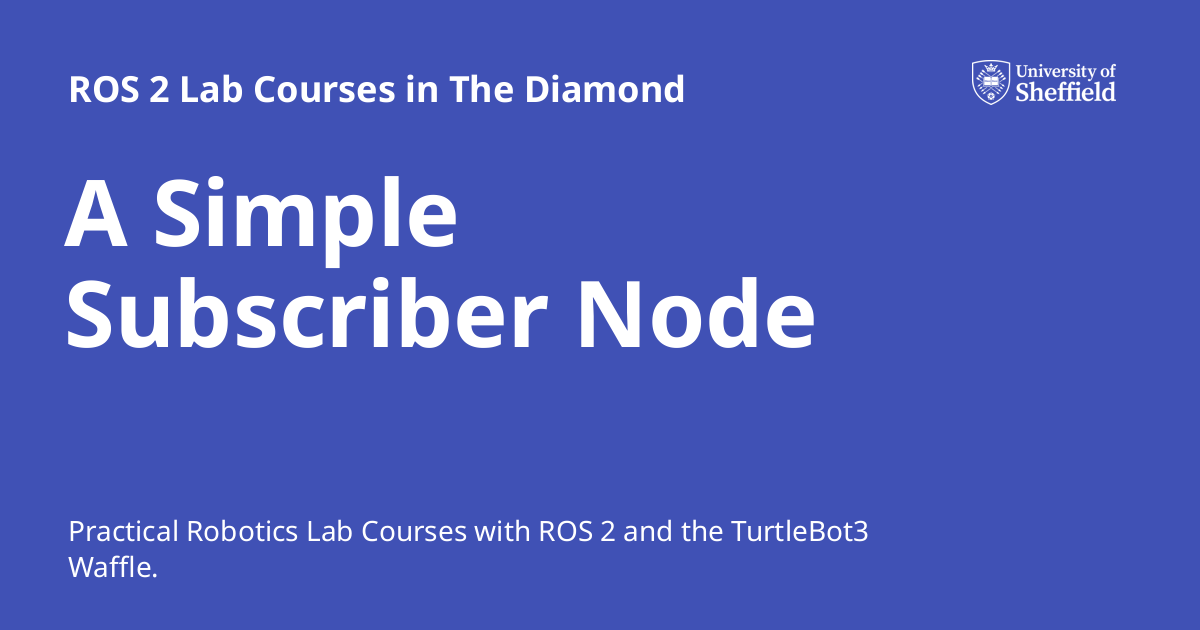 ROS 2 Lab Courses in The Diamond
University of
Sheffield
A Simple
Subscriber Node
Practical Robotics Lab Courses with ROS 2 and the TurtleBot3
Waffle.